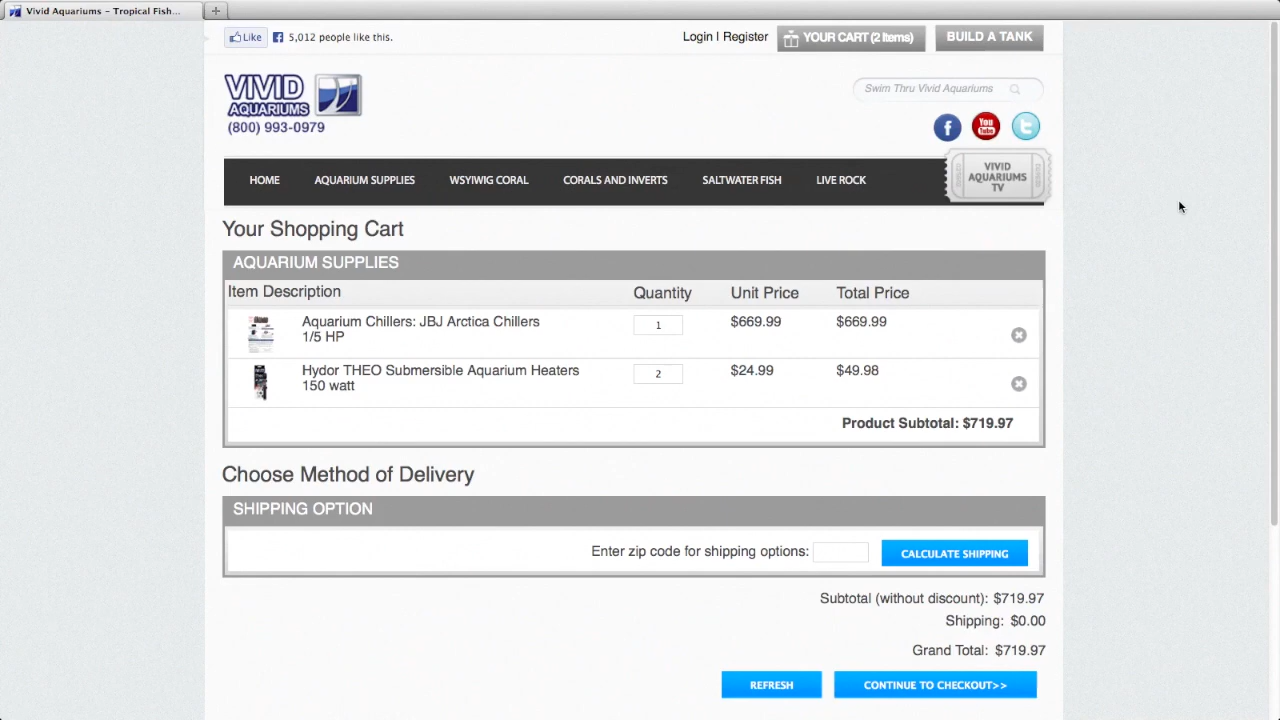 Vivid Aquariums – Tropical Fish...
Like
5,012 people like this.
Login | Register
YOUR CART (2 Items)
BUILD A TANK
VIVID
AQUARIUMS
(800) 993-0979
Swim Thru Vivid Aquariums
f
You
Tube
t
HOME
AQUARIUM SUPPLIES
WSYIWIG CORAL
CORALS AND INVERTS
SALTWATER FISH
LIVE ROCK
VIVID
AQUARIUMS
TV
Your Shopping Cart
AQUARIUM SUPPLIES
Item Description Quantity Unit Price Total Price
Aquarium Chillers: JBJ Arctica Chillers 1 $669.99 $669.99
1/5 HP
Hydor THEO Submersible Aquarium Heaters 2 $24.99 $49.98
150 watt
Product Subtotal: $719.97
Choose Method of Delivery
SHIPPING OPTION
Enter zip code for shipping options: CALCULATE SHIPPING
Subtotal (without discount): $719.97
Shipping: $0.00
Grand Total: $719.97
REFRESH
CONTINUE TO CHECKOUT>>